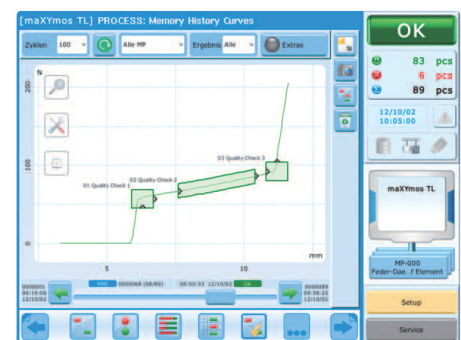 [maXYmos TL] PROCESS: Memory History Curves
Zyklen: 100 Alle MP Ergebnis Alle Extras
N
200
100
0
01 Quality Check 1
02 Quality Check 2
03 Quality Check 3
5 10
mm
0000001
09:19:06
12/10/02
0000068 (68/89) 09:50:33 12/10/02 OK
0000089
09:58:25
12/10/02
OK
83 pcs
6 pcs
89 pcs
12/10/02
10:05:00
maXYmos TL
MP-000
Feder-Dae..f Element
Setup
Service